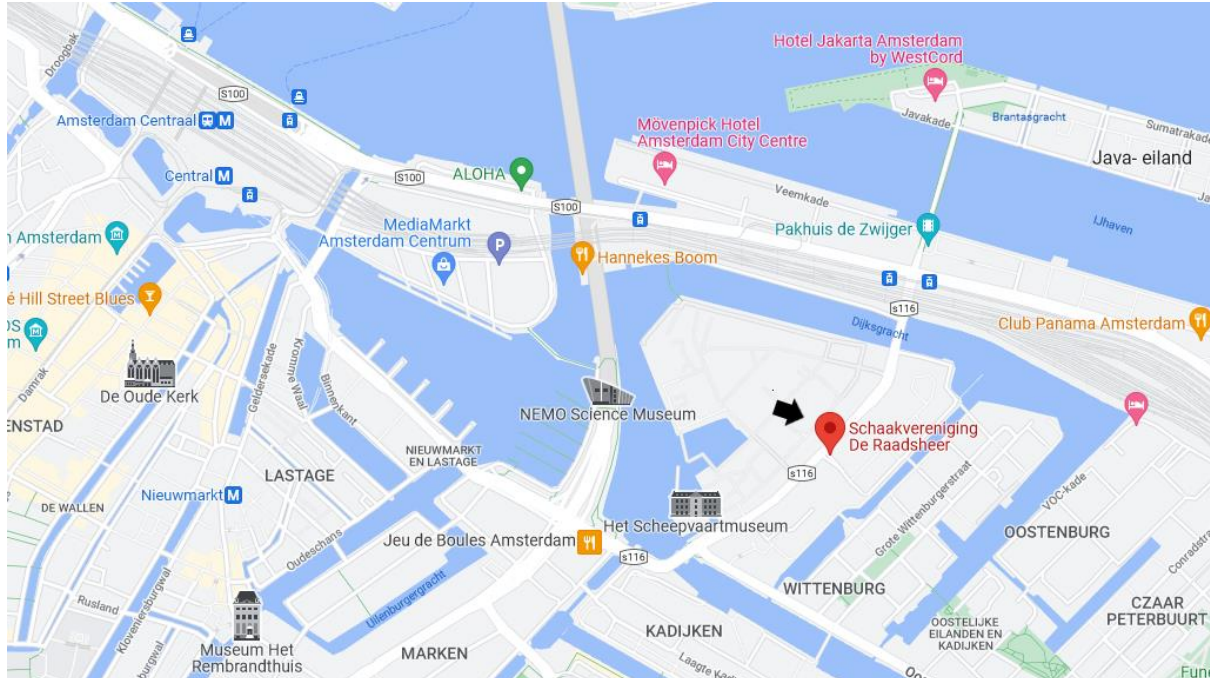 Droogbak
S100
Amsterdam Centraal
M
Central
M
S100
ALOHA
S100
MediaMarkt
Amsterdam Centrum
P
Hannekes Boom
Mövenpick Hotel
Amsterdam City Centre
Hotel Jakarta Amsterdam
by WestCord
Javakade
Brantasgracht
Sumatrakade
Java- eiland
Veemkade
IJhaven
Pakhuis de Zwijger
s116
Dijksgracht
Club Panama Amsterdam
Amsterdam
Hill Street Blues
Damrak
De Oude Kerk
Geldersekade
Kromme Waal
Binnenkant
NEMO Science Museum
Schaakvereniging
De Raadsheer
NIEUWMARKT
EN LASTAGE
LASTAGE
DE WALLEN
Nieuwmarkt
M
s116
Het Scheepvaartmuseum
Grote Wittenburgerstraat
VOC-kade
OOSTENBURG
Conradstra
Jeu de Boules Amsterdam
s116
Oudeschans
Uilenburgergracht
WITTENBURG
Rusland
Kloveniersburgwal
Museum Het
Rembrandthuis
MARKEN
KADIJKEN
OOSTELIJKE
EILANDEN EN
KADIJKEN
CZAAR
PETERBUURT